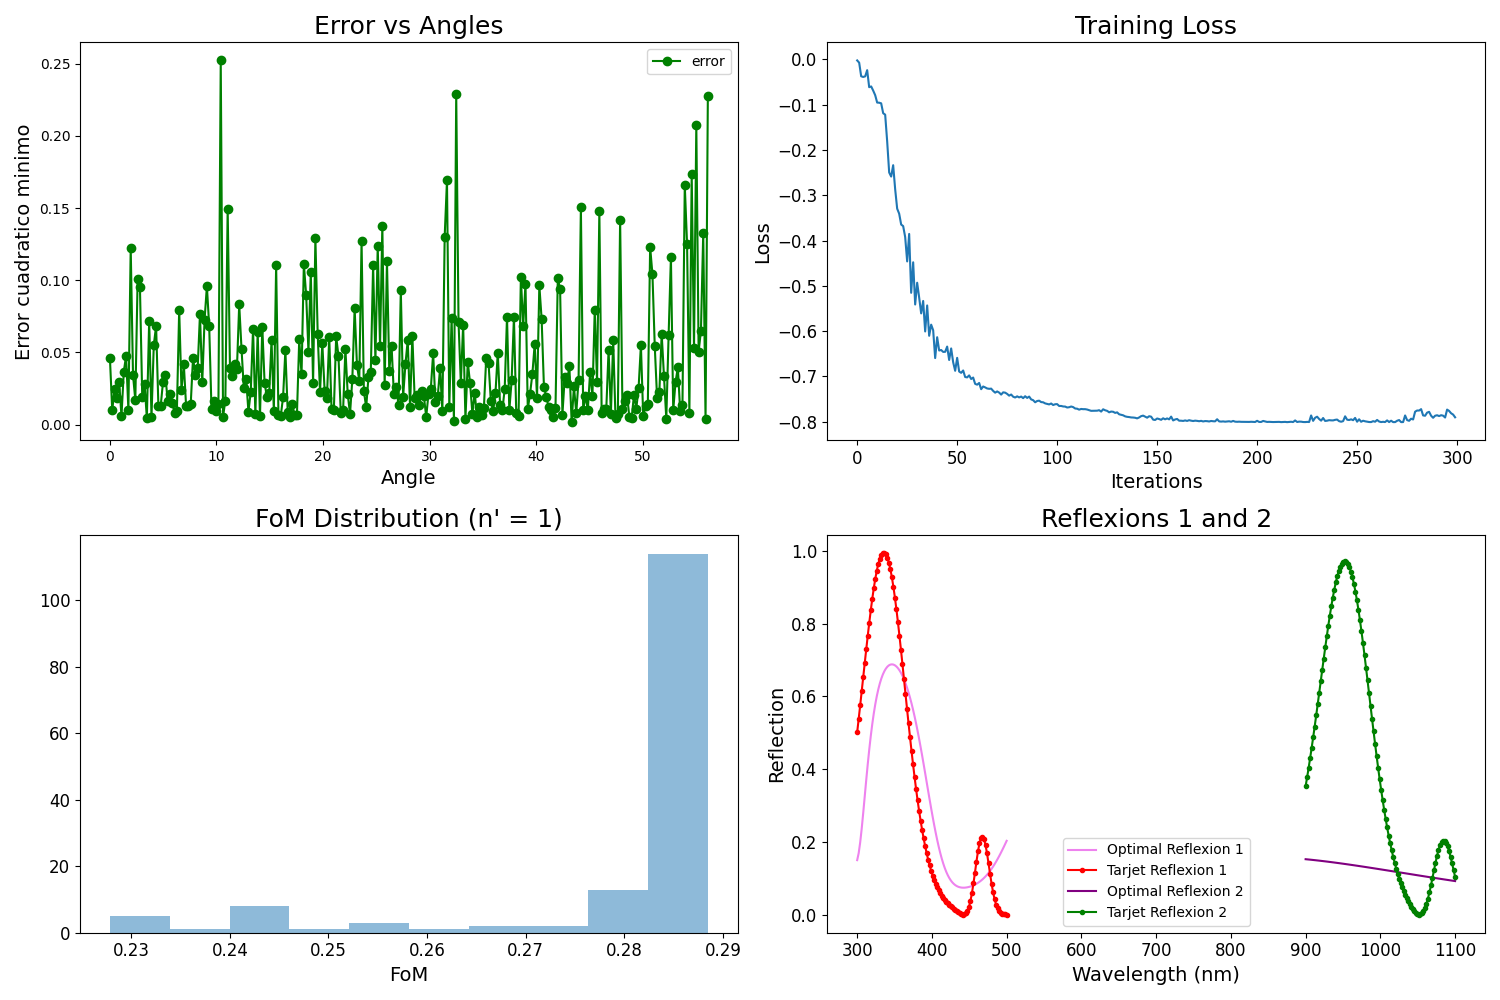 Error vs Angles
error
Error cuadratico minimo
0.25
0.20
0.15
0.10
0.05
0.00
0 10 20 30 40 50
Angle
Training Loss
Loss
0.0
−0.1
−0.2
−0.3
−0.4
−0.5
−0.6
−0.7
−0.8
0 50 100 150 200 250 300
Iterations
FoM Distribution (n' = 1)
100
80
60
40
20
0
0.23 0.24 0.25 0.26 0.27 0.28 0.29
FoM
Reflexions 1 and 2
Reflection
1.0
0.8
0.6
0.4
0.2
0.0
Optimal Reflexion 1
Tarjet Reflexion 1
Optimal Reflexion 2
Tarjet Reflexion 2
300 400 500 600 700 800 900 1000 1100
Wavelength (nm)